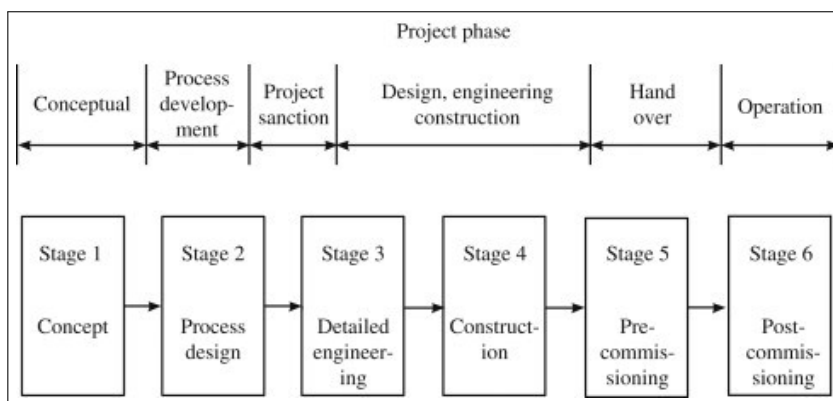 Project phase
Conceptual
Process
develop-
ment
Project
sanction
Design, engineering
construction
Hand
over
Operation
Stage 1
Concept
Stage 2
Process
design
Stage 3
Detailed
engineer-
ing
Stage 4
Construct-
ion
Stage 5
Pre-
commis-
sioning
Stage 6
Post-
commis-
sioning